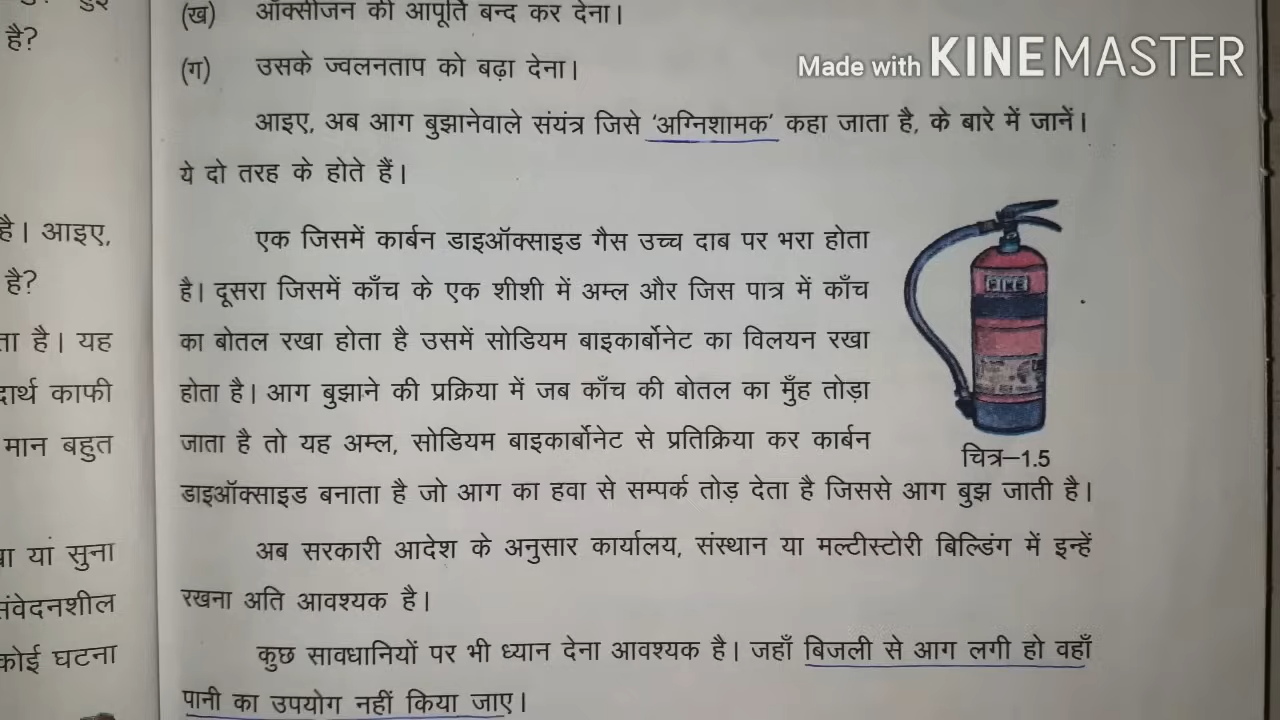 है?
है। आइए,
है?
ता है। यह
दार्थ काफी
मान बहुत
यां सुना
संवेदनशील
कोई घटना
(ख) ऑक्सीजन की आपूर्ति बन्द कर देना।
(ग) उसके ज्वलनताप को बढ़ा देना।
Made with KINEMASTER
आइए, अब आग बुझानेवाले संयंत्र जिसे 'अग्निशामक' कहा जाता है, के बारे में जानें।
ये दो तरह के होते हैं।
एक जिसमें कार्बन डाइऑक्साइड गैस उच्च दाब पर भरा होता
है। दूसरा जिसमें काँच के एक शीशी में अम्ल और जिस पात्र में काँच
का बोतल रखा होता है उसमें सोडियम बाइकार्बोनेट का विलयन रखा
होता है। आग बुझाने की प्रक्रिया में जब काँच की बोतल का मुँह तोड़ा
जाता है तो यह अम्ल, सोडियम बाइकार्बोनेट से प्रतिक्रिया कर कार्बन
डाइऑक्साइड बनाता है जो आग का हवा से सम्पर्क तोड़ देता है जिससे आग बुझ जाती है।
FIRE
चित्र–1.5
अब सरकारी आदेश के अनुसार कार्यालय, संस्थान या मल्टीस्टोरी बिल्डिंग में इन्हें
रखना अति आवश्यक है।
कुछ सावधानियों पर भी ध्यान देना आवश्यक है। जहाँ बिजली से आग लगी हो वहाँ
पानी का उपयोग नहीं किया जाए।